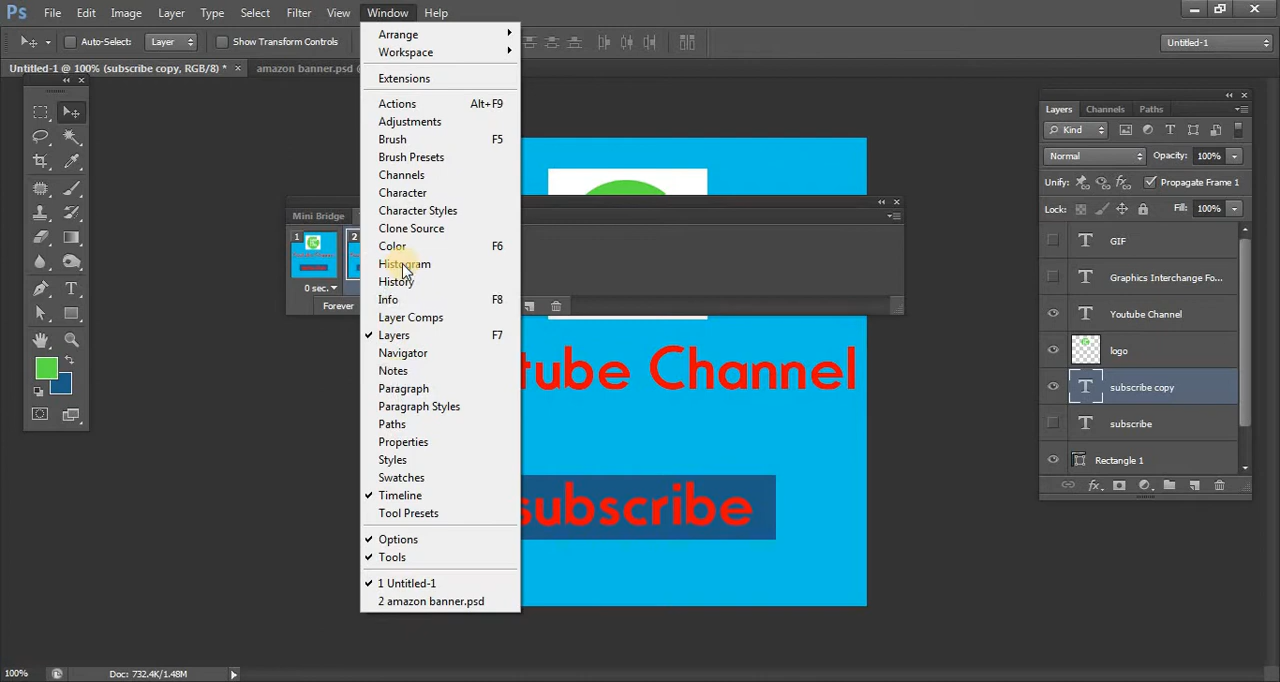 Ps File Edit Image Layer Type Select Filter View Window Help
Auto-Select: Layer Show Transform Controls Untitled-1
Untitled-1 @ 100% (subscribe copy, RGB/8) * × amazon banner.psd @
Arrange
Workspace
Extensions
Actions Alt+F9
Adjustments
Brush F5
Brush Presets
Channels
Character
Character Styles
Clone Source
Color F6
Histogram
History
Info F8
Layer Comps
Layers F7
Navigator
Notes
Paragraph
Paragraph Styles
Paths
Properties
Styles
Swatches
Timeline
Tool Presets
Options
Tools
1 Untitled-1
2 amazon banner.psd
Mini Bridge
1 2
0 sec.
Forever
tube Channel
subscribe
Layers Channels Paths
Kind
Normal Opacity: 100%
Unify: Propagate Frame 1
Lock: Fill: 100%
GIF
Graphics Interchange Fo...
Youtube Channel
logo
subscribe copy
subscribe
Rectangle 1
100% Doc: 732.4K/1.48M